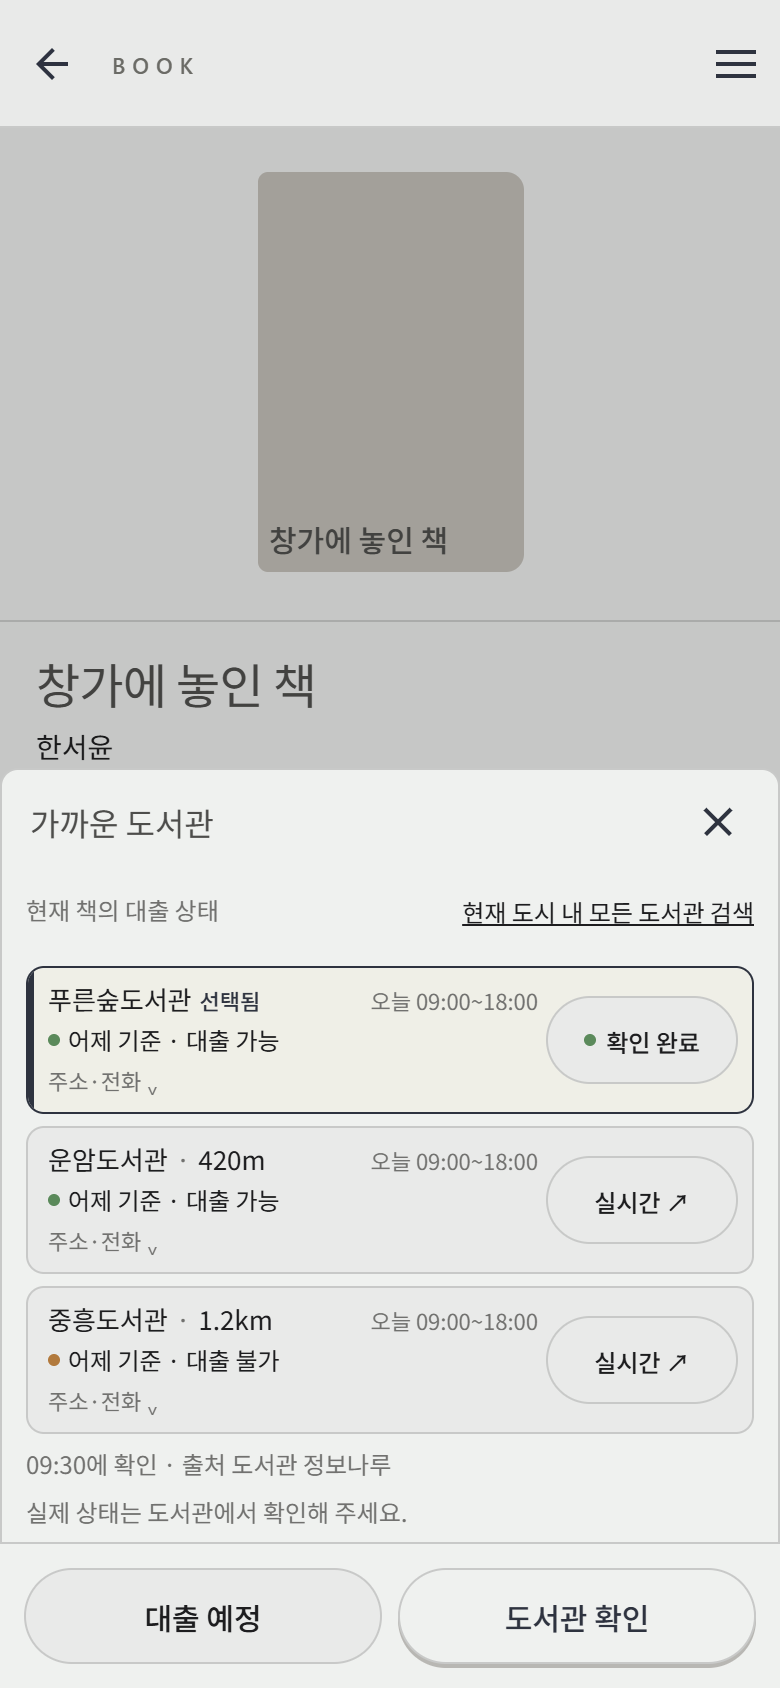 BOOK
창가에 놓인 책
창가에 놓인 책
한서윤
가까운 도서관
현재 책의 대출 상태
현재 도시 내 모든 도서관 검색
푸른숲도서관 선택됨 오늘 09:00~18:00
어제 기준 · 대출 가능
확인 완료
주소·전화
운암도서관 · 420m 오늘 09:00~18:00
어제 기준 · 대출 가능
실시간 ↗
주소·전화
중흥도서관 · 1.2km 오늘 09:00~18:00
어제 기준 · 대출 불가
실시간 ↗
주소·전화
09:30에 확인 · 출처 도서관 정보나루
실제 상태는 도서관에서 확인해 주세요.
대출 예정
도서관 확인